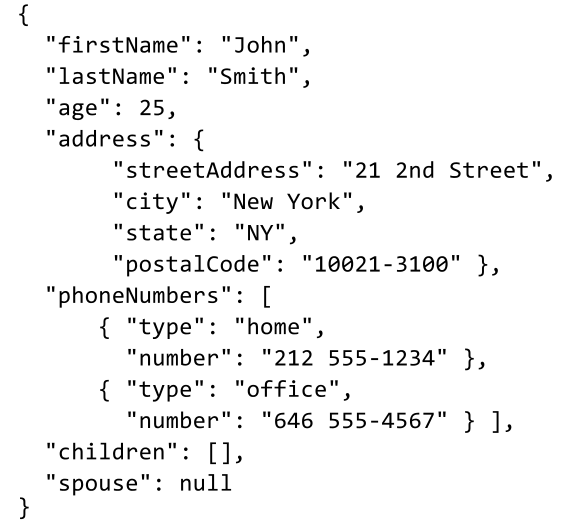 {
  "firstName": "John",
  "lastName": "Smith",
  "age": 25,
  "address": {
       "streetAddress": "21 2nd Street",
       "city": "New York",
       "state": "NY",
       "postalCode": "10021-3100" },
  "phoneNumbers": [
      { "type": "home",
        "number": "212 555-1234" },
      { "type": "office",
        "number": "646 555-4567" } ],
  "children": [],
  "spouse": null
}